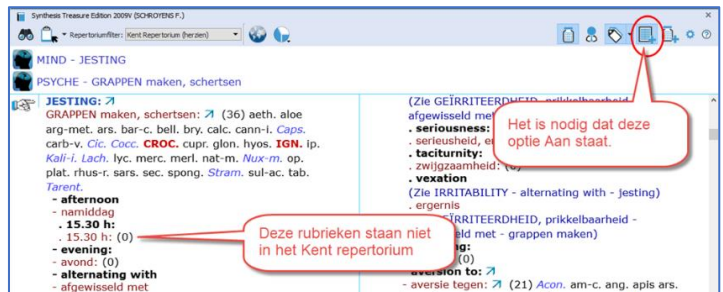 Synthesis Treasure Edition 2009V (SCHROYENS F.)
Repertoriumfilter: Kent Repertorium (herzien)
MIND - JESTING
PSYCHE - GRAPPEN maken, schertsen
JESTING:
GRAPPEN maken, schertsen: (36) aeth. aloe
arg-met. ars. bar-c. bell. bry. calc. cann-i. Caps.
carb-v. Cic. Cocc. CROC. cupr. glon. hyos. IGN. ip.
Kali-i. Lach. lyc. merc. merl. nat-m. Nux-m. op.
plat. rhus-r. sars. sec. spong. Stram. sul-ac. tab.
Tarent.
- afternoon
- namiddag
. 15.30 h:
. 15.30 h: (0)
- evening:
- avond: (0)
- alternating with
- afgewisseld met
Deze rubrieken staan niet
in het Kent repertorium
(Zie GEÏRRITEERDHEID, prikkelbaarheid
afgewisseld met
. seriousness:
. serieusheid,
. taciturnity:
. zwijgzaamheid: (0)
. vexation
(Zie IRRITABILITY - alternating with - jesting)
. ergernis
ÏRRITEERDHEID, prikkelbaarheid -
eld met - grappen maken)
ng:
(0)
- aversion to:
- aversie tegen: (21) Acon. am-c. ang. apis ars.
Het is nodig dat deze
optie Aan staat.